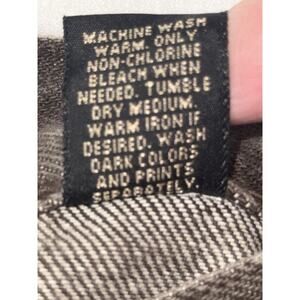 MACHINE WASH
WARM. ONLY
NON-CHLORINE
BLEACH WHEN
NEEDED. TUMBLE
DRY MEDIUM.
WARM IRON IF
DESIRED. WASH
DARK COLORS
AND PRINTS
SEPARATELY.